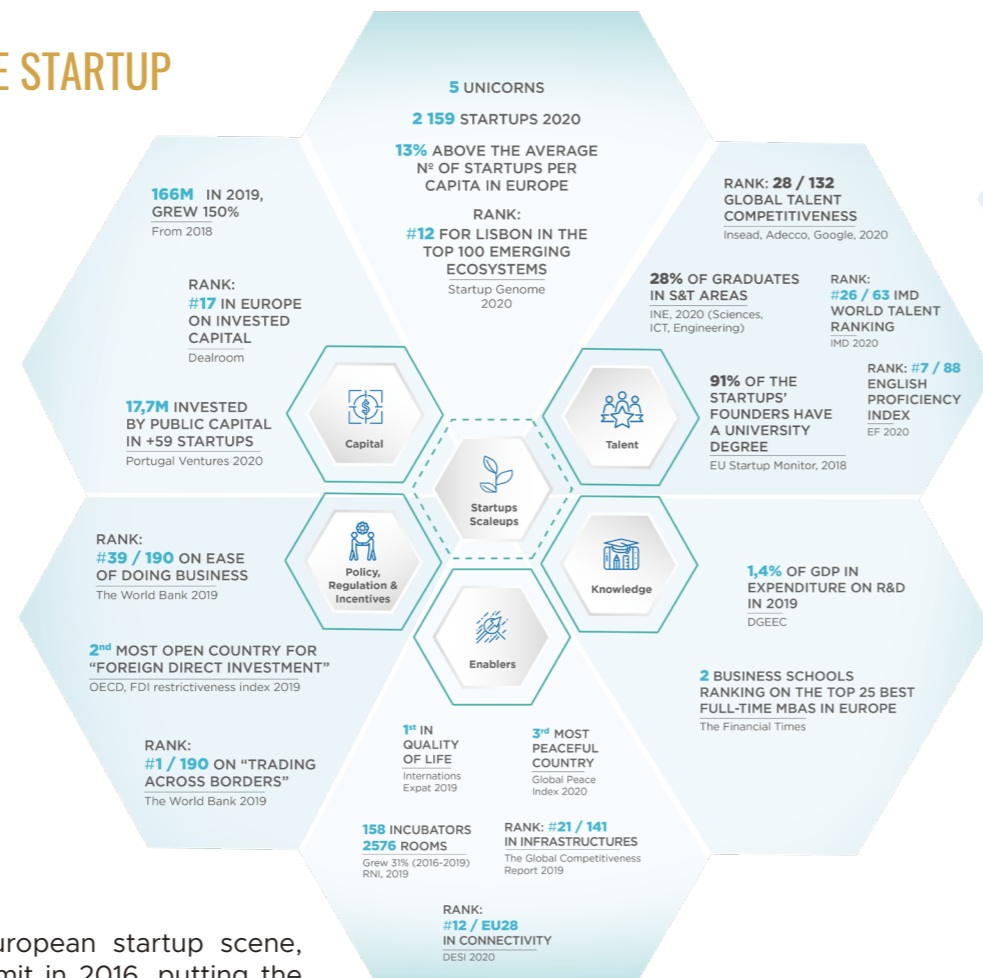 E STARTUP
5 UNICORNS
2 159 STARTUPS 2020
13% ABOVE THE AVERAGE
Nº OF STARTUPS PER
CAPITA IN EUROPE
RANK:
#12 FOR LISBON IN THE
TOP 100 EMERGING
ECOSYSTEMS
Startup Genome
2020
166M IN 2019,
GREW 150%
From 2018
RANK:
#17 IN EUROPE
ON INVESTED
CAPITAL
Dealroom
17,7M INVESTED
BY PUBLIC CAPITAL
IN +59 STARTUPS
Portugal Ventures 2020
Capital
RANK: 28 / 132
GLOBAL TALENT
COMPETITIVENESS
Insead, Adecco, Google, 2020
28% OF GRADUATES
IN S&T AREAS
INE, 2020 (Sciences,
ICT, Engineering)
RANK:
#26 / 63 IMD
WORLD TALENT
RANKING
IMD 2020
91% OF THE
STARTUPS'
FOUNDERS HAVE
A UNIVERSITY
DEGREE
EU Startup Monitor, 2018
RANK: #7 / 88
ENGLISH
PROFICIENCY
INDEX
EF 2020
Talent
Startups
Scaleups
RANK:
#39 / 190 ON EASE
OF DOING BUSINESS
The World Bank 2019
2nd MOST OPEN COUNTRY FOR
“FOREIGN DIRECT INVESTMENT”
OECD, FDI restrictiveness index 2019
RANK:
#1 / 190 ON “TRADING
ACROSS BORDERS”
The World Bank 2019
Policy,
Regulation &
Incentives
Knowledge
1,4% OF GDP IN
EXPENDITURE ON R&D
IN 2019
DGEEC
2 BUSINESS SCHOOLS
RANKING ON THE TOP 25 BEST
FULL-TIME MBAS IN EUROPE
The Financial Times
Enablers
1st IN
QUALITY
OF LIFE
Internations
Expat 2019
3rd MOST
PEACEFUL
COUNTRY
Global Peace
Index 2020
158 INCUBATORS
2576 ROOMS
Grew 31% (2016-2019)
RNI, 2019
RANK: #21 / 141
IN INFRASTRUCTURES
The Global Competitiveness
Report 2019
RANK:
#12 / EU28
IN CONNECTIVITY
DESI 2020
uropean startup scene,
mit in 2016, putting the